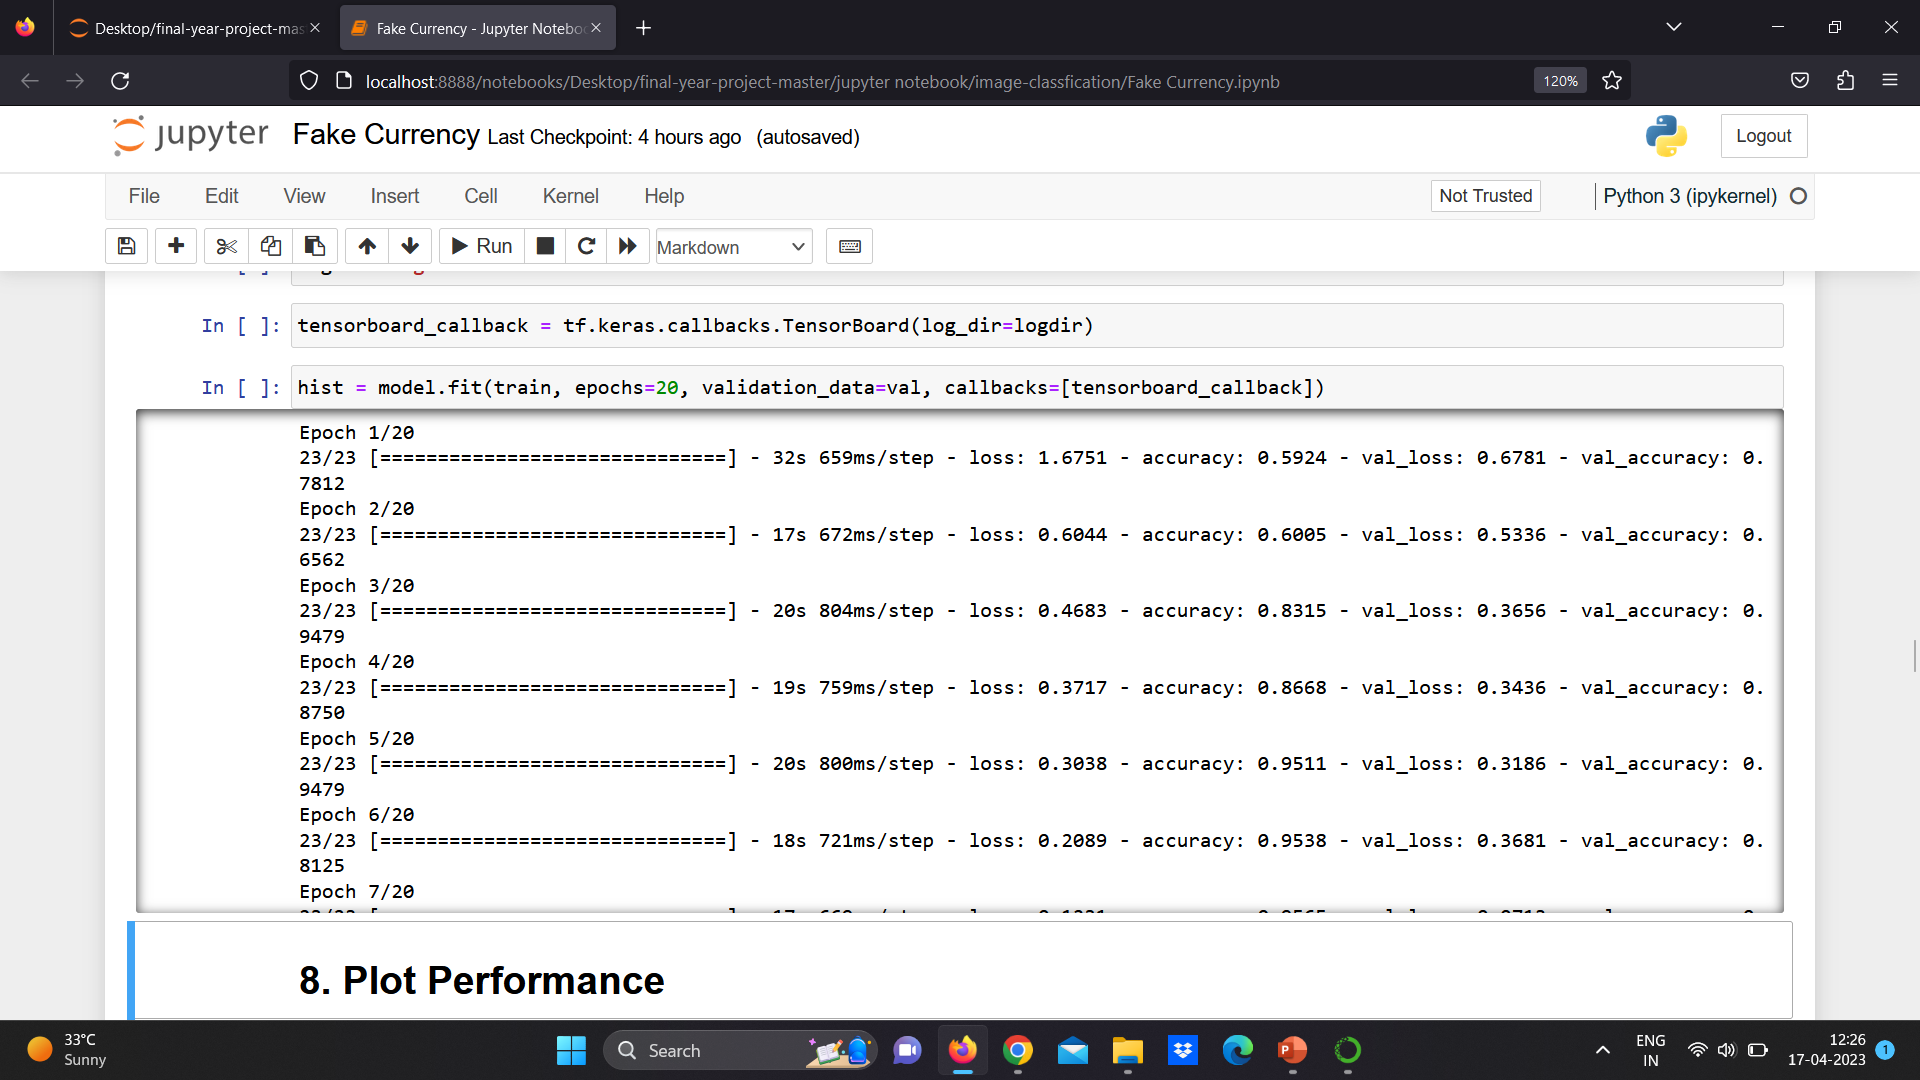 Desktop/final-year-project-mas
Fake Currency - Jupyter Noteboo
localhost:8888/notebooks/Desktop/final-year-project-master/jupyter notebook/image-classfication/Fake Currency.ipynb
120%
jupyter Fake Currency Last Checkpoint: 4 hours ago (autosaved)
Logout
File Edit View Insert Cell Kernel Help
Not Trusted
Python 3 (ipykernel)
Run
Markdown
In [ ]: tensorboard_callback = tf.keras.callbacks.TensorBoard(log_dir=logdir)
In [ ]: hist = model.fit(train, epochs=20, validation_data=val, callbacks=[tensorboard_callback])
Epoch 1/20
23/23 [==============================] - 32s 659ms/step - loss: 1.6751 - accuracy: 0.5924 - val_loss: 0.6781 - val_accuracy: 0.
7812
Epoch 2/20
23/23 [==============================] - 17s 672ms/step - loss: 0.6044 - accuracy: 0.6005 - val_loss: 0.5336 - val_accuracy: 0.
6562
Epoch 3/20
23/23 [==============================] - 20s 804ms/step - loss: 0.4683 - accuracy: 0.8315 - val_loss: 0.3656 - val_accuracy: 0.
9479
Epoch 4/20
23/23 [==============================] - 19s 759ms/step - loss: 0.3717 - accuracy: 0.8668 - val_loss: 0.3436 - val_accuracy: 0.
8750
Epoch 5/20
23/23 [==============================] - 20s 800ms/step - loss: 0.3038 - accuracy: 0.9511 - val_loss: 0.3186 - val_accuracy: 0.
9479
Epoch 6/20
23/23 [==============================] - 18s 721ms/step - loss: 0.2089 - accuracy: 0.9538 - val_loss: 0.3681 - val_accuracy: 0.
8125
Epoch 7/20
8. Plot Performance
33°C
Sunny
Search
P
ENG
IN
12:26
17-04-2023
1